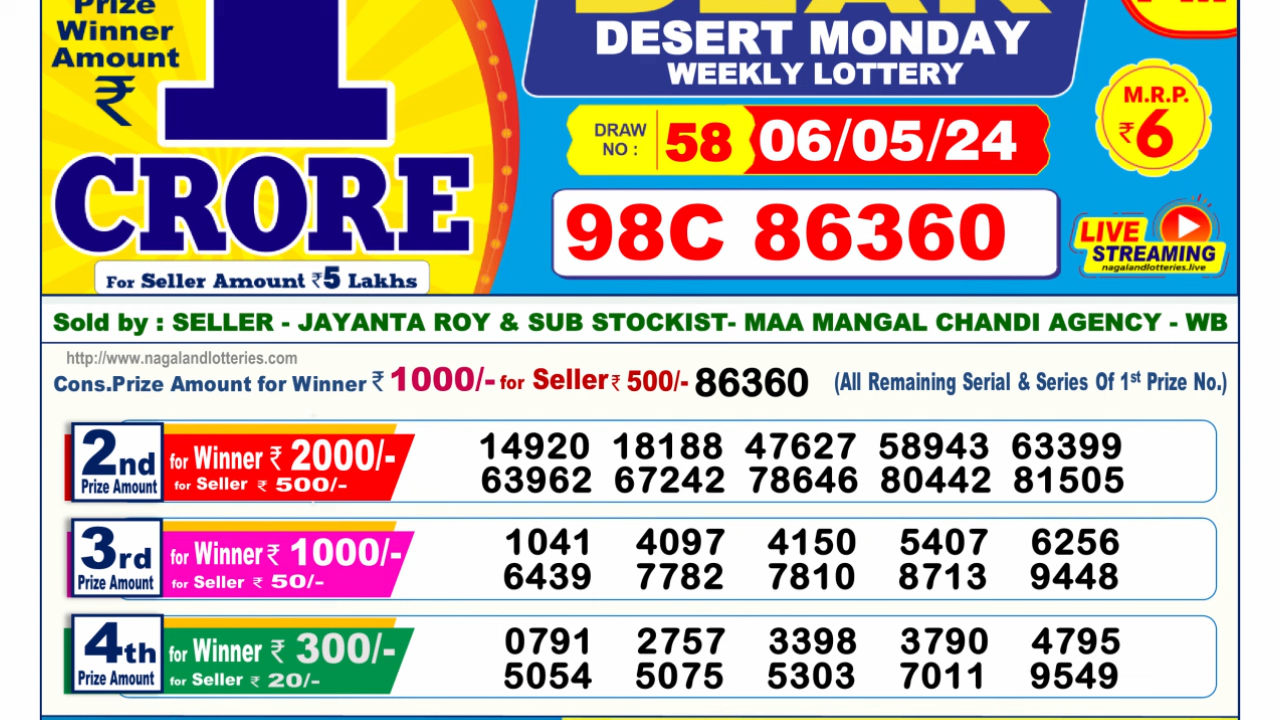 Prize
Winner
Amount
₹
1
CRORE
For Seller Amount ₹5 Lakhs
DEAR
DESERT MONDAY
WEEKLY LOTTERY
DRAW NO : 58 06/05/24
M.R.P.
₹6
98C 86360
LIVE
STREAMING
nagalandlotteries.live
Sold by : SELLER - JAYANTA ROY & SUB STOCKIST- MAA MANGAL CHANDI AGENCY - WB
http://www.nagalandlotteries.com
Cons.Prize Amount for Winner ₹ 1000/- for Seller ₹ 500/- 86360 (All Remaining Serial & Series Of 1st Prize No.)
2nd
Prize Amount
for Winner ₹ 2000/-
for Seller ₹ 500/-
14920 18188 47627 58943 63399
63962 67242 78646 80442 81505
3rd
Prize Amount
for Winner ₹ 1000/-
for Seller ₹ 50/-
1041 4097 4150 5407 6256
6439 7782 7810 8713 9448
4th
Prize Amount
for Winner ₹ 300/-
for Seller ₹ 20/-
0791 2757 3398 3790 4795
5054 5075 5303 7011 9549